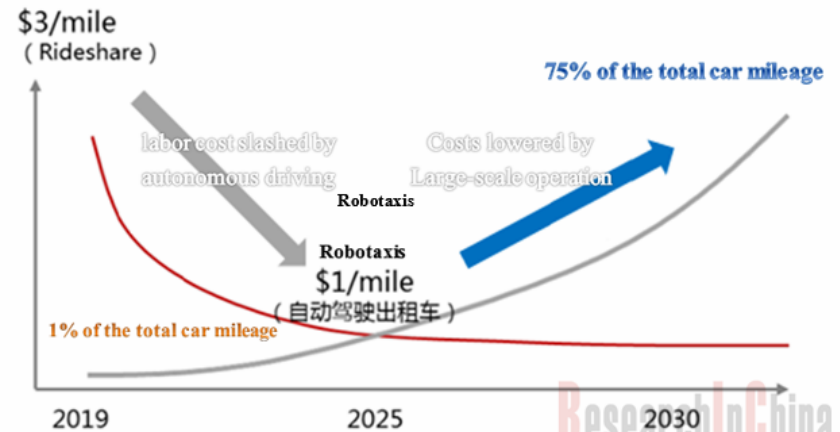 $3/mile
( Rideshare )
75% of the total car mileage
labor cost slashed by
autonomous driving
Costs lowered by
Large-scale operation
Robotaxis
Robotaxis
$1/mile
( 自动驾驶出租车 )
1% of the total car mileage
2019
2025
2030
ResearchInChina